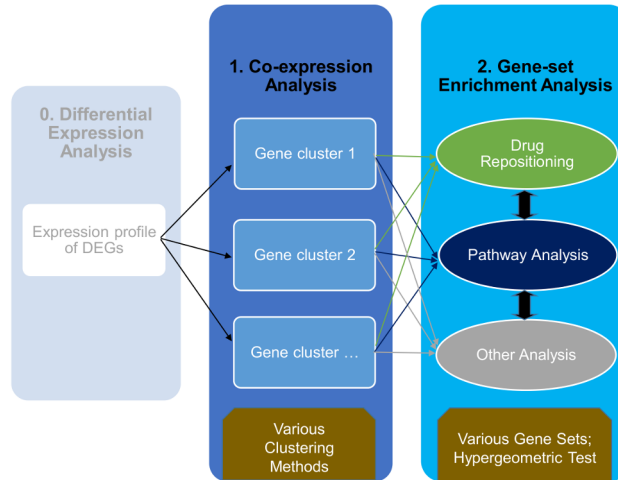 0. Differential
Expression
Analysis
Expression profile
of DEGs
1. Co-expression
Analysis
Gene cluster 1
Gene cluster 2
Gene cluster ...
Various
Clustering
Methods
2. Gene-set
Enrichment Analysis
Drug
Repositioning
Pathway Analysis
Other Analysis
Various Gene Sets;
Hypergeometric Test